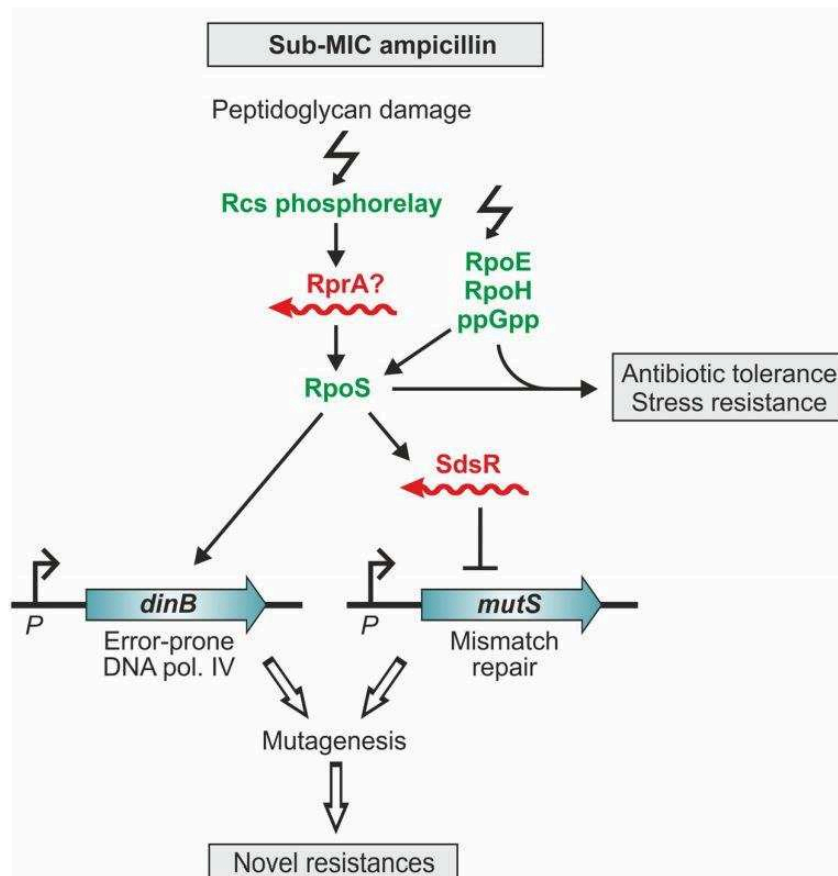 Sub-MIC ampicillin
Peptidoglycan damage
Rcs phosphorelay
RpoE
RpoH
ppGpp
RprA?
RpoS
Antibiotic tolerance
Stress resistance
SdsR
P
dinB
Error-prone
DNA pol. IV
P
mutS
Mismatch
repair
Mutagenesis
Novel resistances